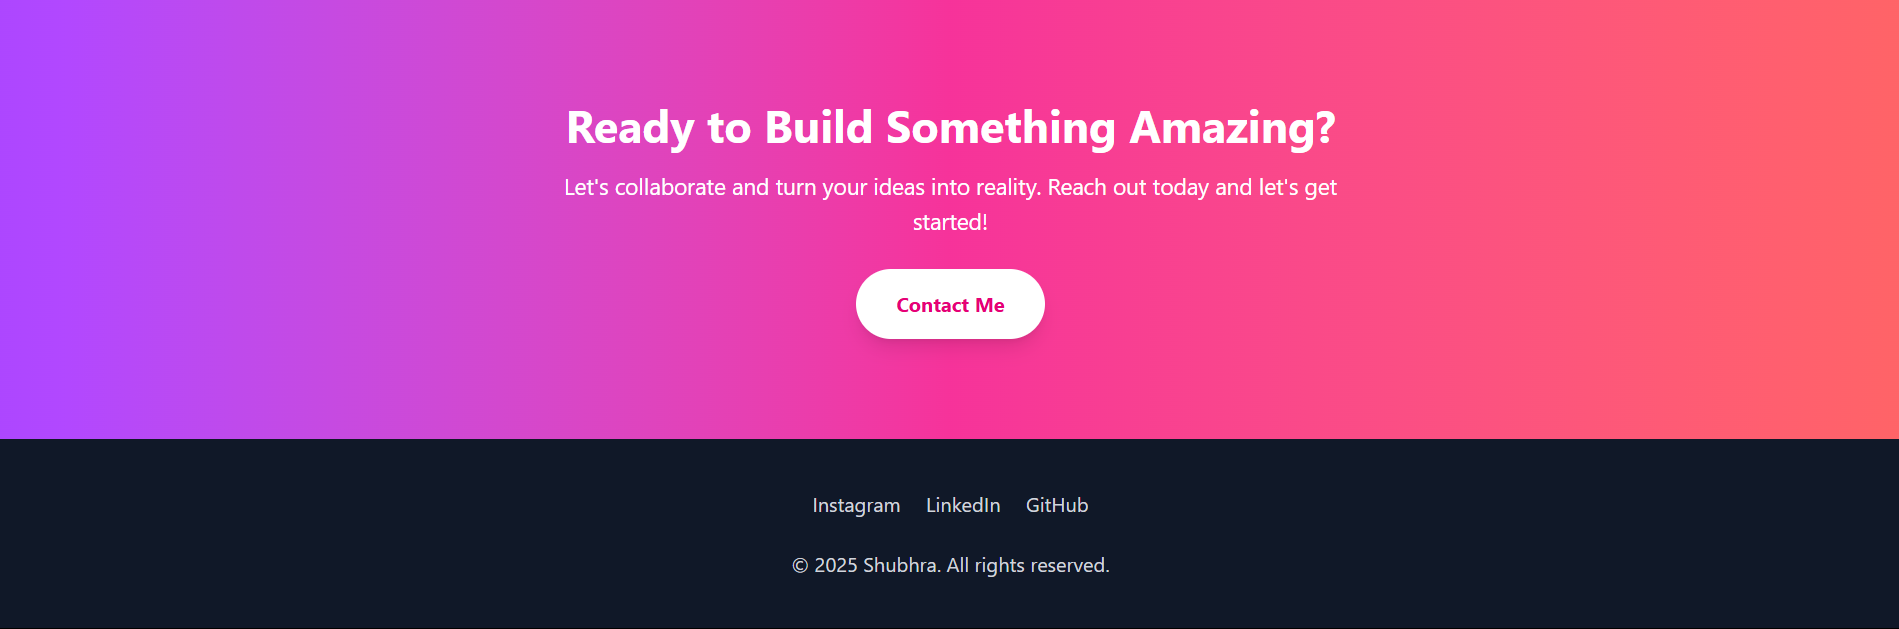 Ready to Build Something Amazing?
Let's collaborate and turn your ideas into reality. Reach out today and let's get
started!
Contact Me
Instagram LinkedIn GitHub
© 2025 Shubhra. All rights reserved.